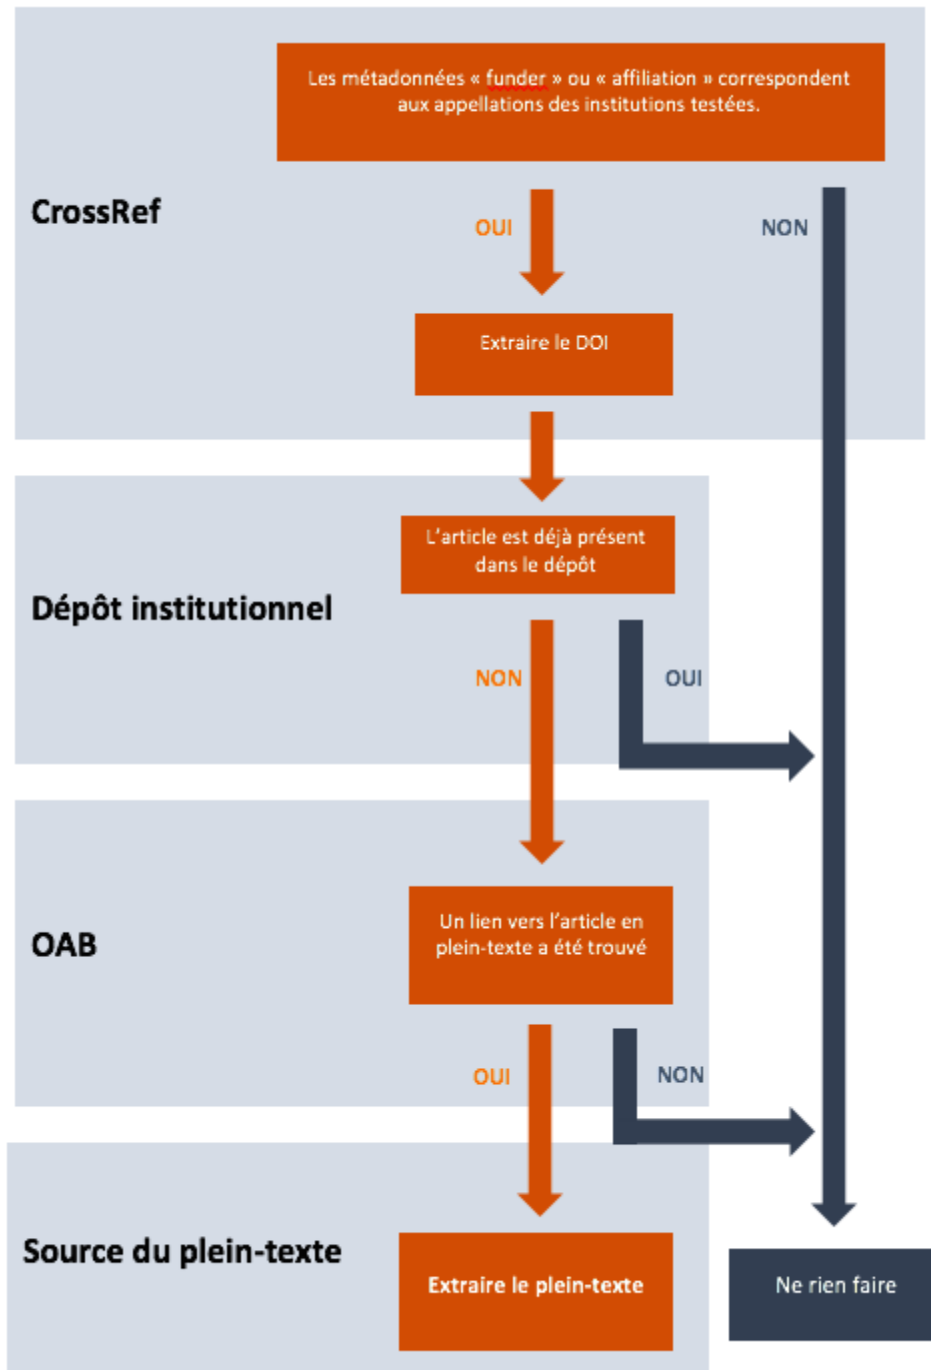 Les métadonnées « funder » ou « affiliation » correspondent
aux appellations des institutions testées.
CrossRef
OUI
NON
Extraire le DOI
L’article est déjà présent
dans le dépôt
Dépôt institutionnel
NON
OUI
Un lien vers l’article en
plein-texte a été trouvé
OAB
OUI
NON
Source du plein-texte
Extraire le plein-texte
Ne rien faire